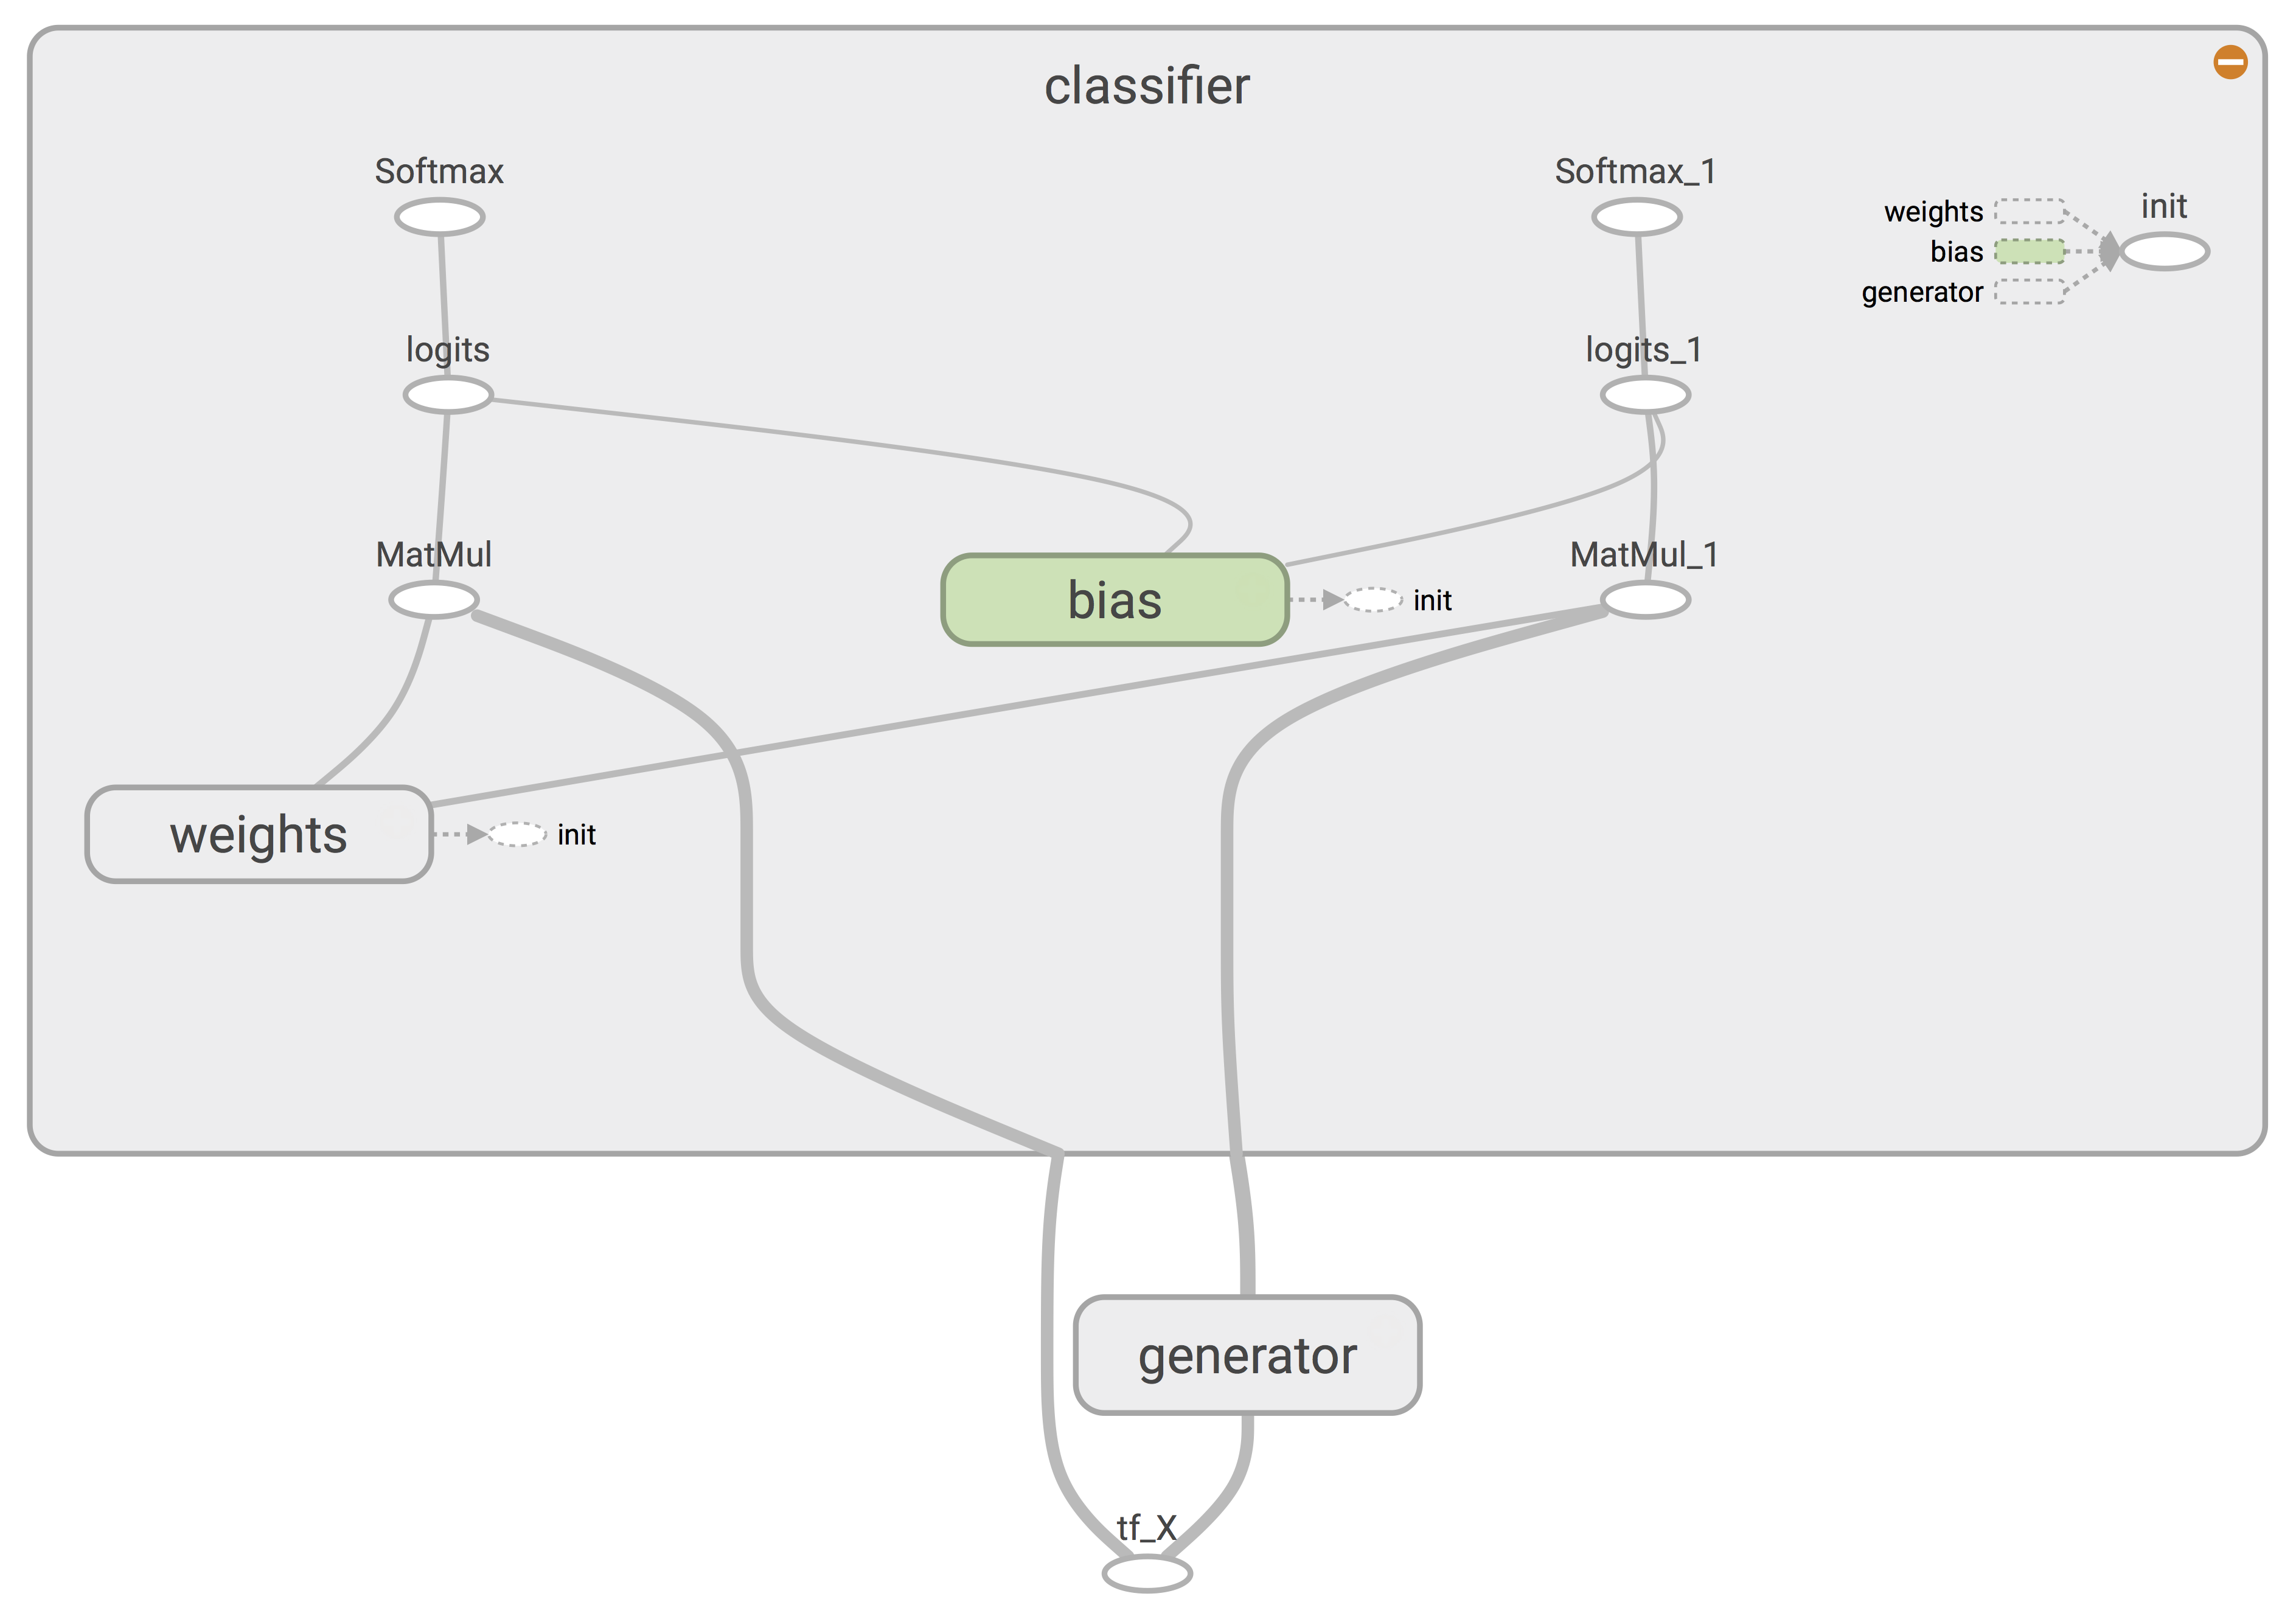 classifier
Softmax
Softmax_1
weights
init
bias
generator
logits
logits_1
MatMul
MatMul_1
bias
init
weights
init
generator
tf_X